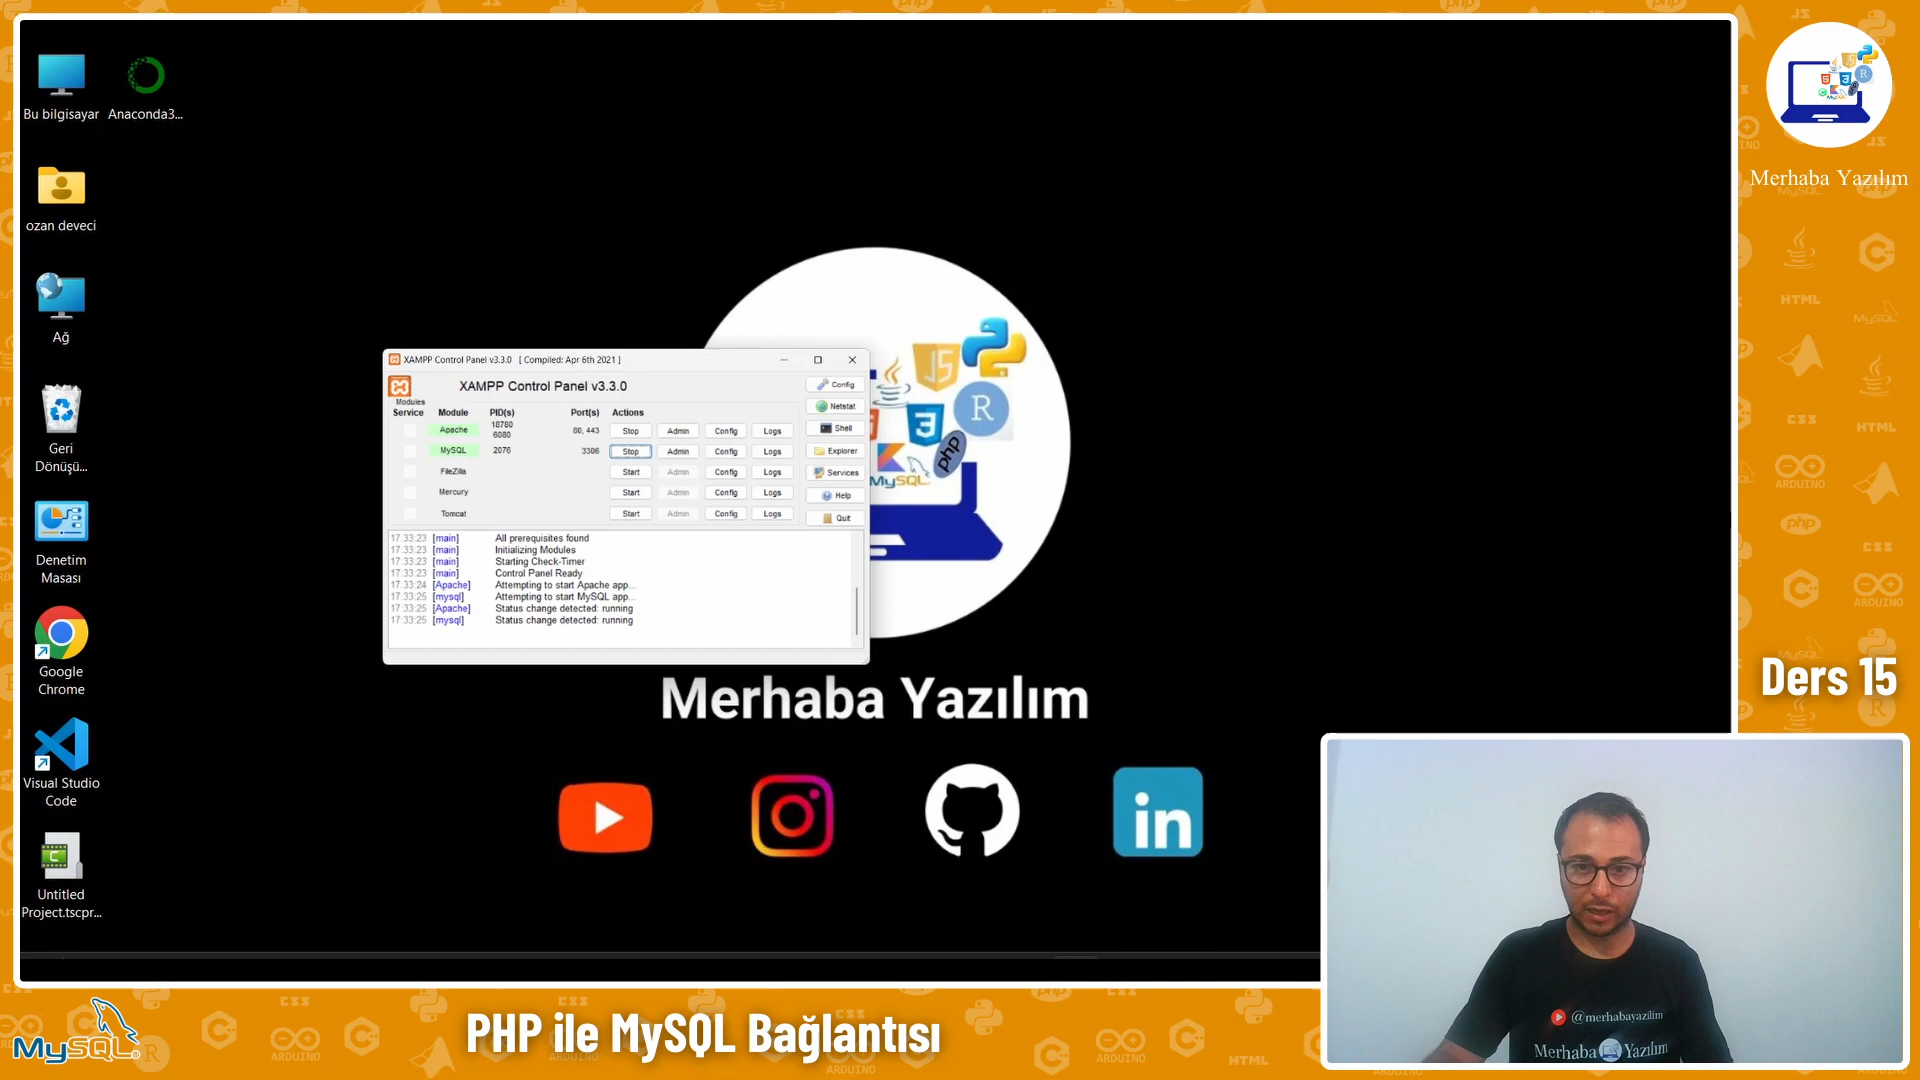 Bu bilgisayar
Anaconda3...
ozan deveci
Ağ
Geri
Dönüşü...
Denetim
Masası
Google
Chrome
Visual Studio
Code
Untitled
Project.tscpr...
XAMPP Control Panel v3.3.0 [ Compiled: Apr 6th 2021 ]
XAMPP Control Panel v3.3.0
Modules
Service Module PID(s) Port(s) Actions
Apache 18780 6080 80, 443 Stop Admin Config Logs
MySQL 2076 3306 Stop Admin Config Logs
FileZilla Start Admin Config Logs
Mercury Start Admin Config Logs
Tomcat Start Admin Config Logs
Config
Netstat
Shell
Explorer
Services
Help
Quit
17:33:23 [main] All prerequisites found
17:33:23 [main] Initializing Modules
17:33:23 [main] Starting Check-Timer
17:33:23 [main] Control Panel Ready
17:33:24 [Apache] Attempting to start Apache app...
17:33:25 [mysql] Attempting to start MySQL app...
17:33:25 [Apache] Status change detected: running
17:33:25 [mysql] Status change detected: running
JS
R
php
MySQL
Merhaba Yazılım
in
Merhaba Yazılım
Ders 15
@merhabayazilim
Merhaba Yazılım
MySQL
PHP ile MySQL Bağlantısı